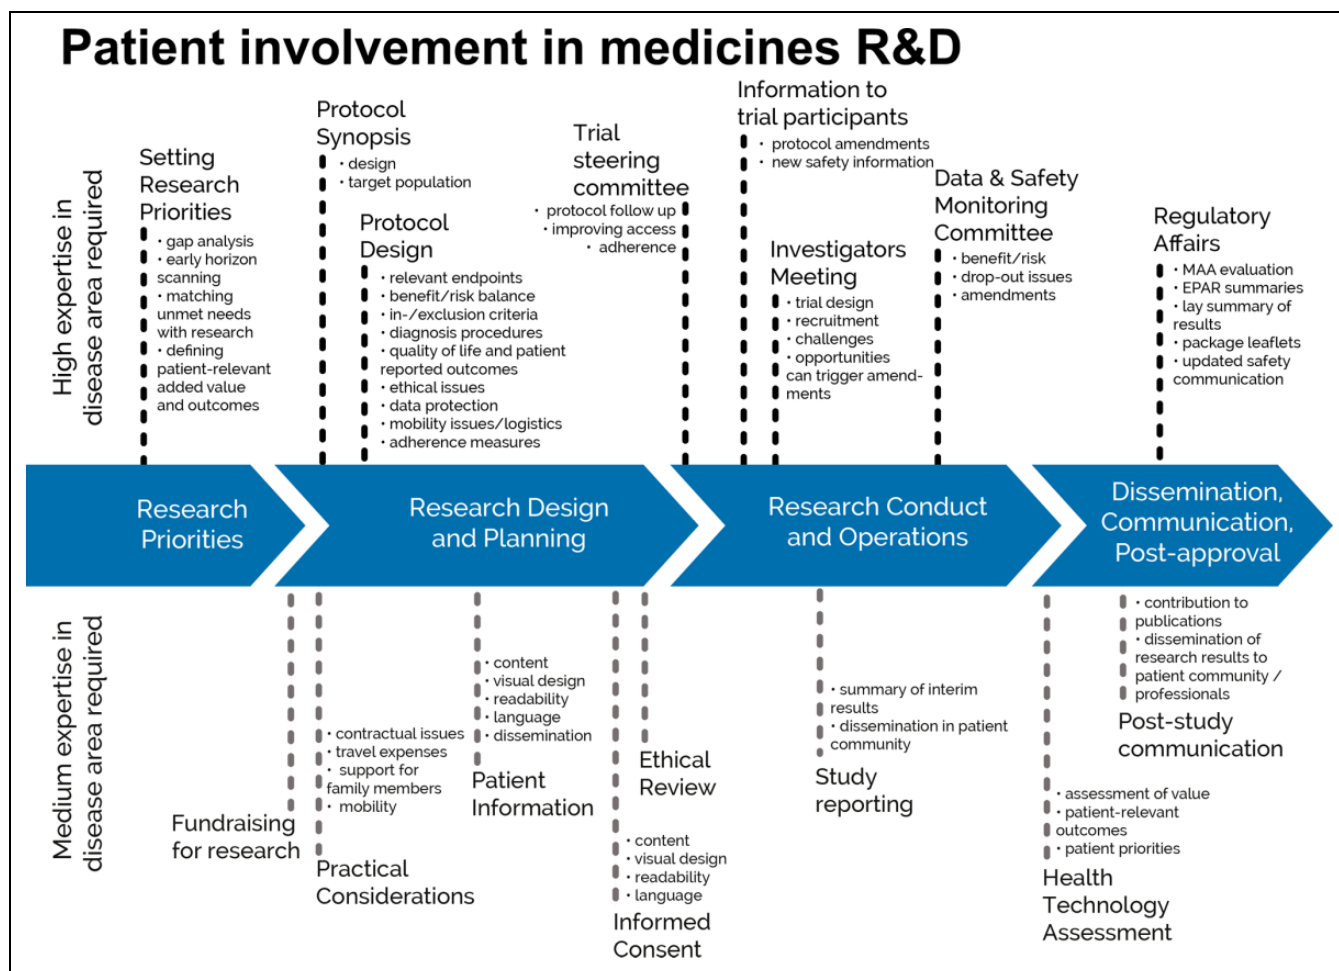 Patient involvement in medicines R&D
High expertise in
disease area required
Setting
Research
Priorities
• gap analysis
• early horizon
scanning
• matching
unmet needs
with research
• defining
patient-relevant
added value
and outcomes
Protocol
Synopsis
• design
• target population
Protocol
Design
• relevant endpoints
• benefit/risk balance
• in-/exclusion criteria
• diagnosis procedures
• quality of life and patient
reported outcomes
• ethical issues
• data protection
• mobility issues/logistics
• adherence measures
Trial
steering
committee
• protocol follow up
• improving access
• adherence
Information to
trial participants
• protocol amendments
• new safety information
Investigators
Meeting
• trial design
• recruitment
• challenges
• opportunities
can trigger amend-
ments
Data & Safety
Monitoring
Committee
• benefit/risk
• drop-out issues
• amendments
Regulatory
Affairs
• MAA evaluation
• EPAR summaries
• lay summary of
results
• package leaflets
• updated safety
communication
Research
Priorities
Research Design
and Planning
Research Conduct
and Operations
Dissemination,
Communication,
Post-approval
Medium expertise in
disease area required
Fundraising
for research
• contractual issues
• travel expenses
• support for
family members
• mobility
Practical
Considerations
• content
• visual design
• readability
• language
• dissemination
Patient
Information
Ethical
Review
• content
• visual design
• readability
• language
Informed
Consent
• summary of interim
results
• dissemination in patient
community
Study
reporting
• contribution to
publications
• dissemination of
research results to
patient community /
professionals
Post-study
communication
• assessment of value
• patient-relevant
outcomes
• patient priorities
Health
Technology
Assessment